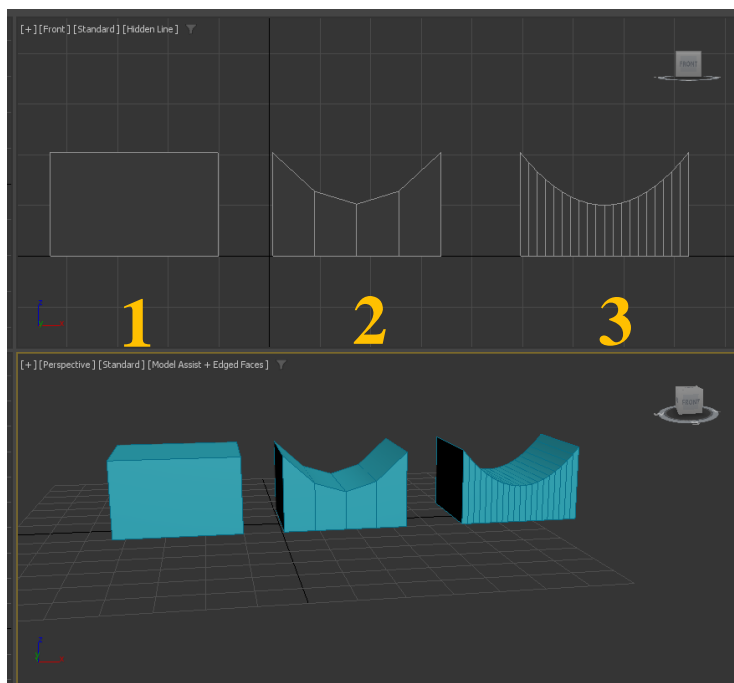 [+] [Front] [Standard] [Hidden Line]
FRONT
z
y
x
1
2
3
[+] [Perspective] [Standard] [Model Assist + Edged Faces]
FRONT
z
y
x